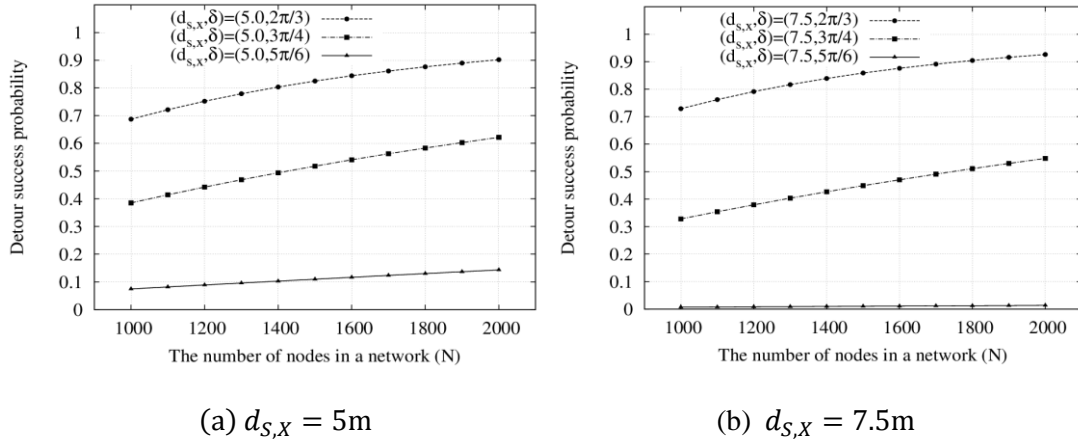 (d_{s,x},δ)=(5.0,2π/3)
(d_{s,x},δ)=(5.0,3π/4)
(d_{s,x},δ)=(5.0,5π/6)
1
0.9
0.8
0.7
0.6
0.5
0.4
0.3
0.2
0.1
0
Detour success probability
1000 1200 1400 1600 1800 2000
The number of nodes in a network (N)
(a) d_{S,X} = 5m
(d_{s,x},δ)=(7.5,2π/3)
(d_{s,x},δ)=(7.5,3π/4)
(d_{s,x},δ)=(7.5,5π/6)
1
0.9
0.8
0.7
0.6
0.5
0.4
0.3
0.2
0.1
0
Detour success probability
1000 1200 1400 1600 1800 2000
The number of nodes in a network (N)
(b) d_{S,X} = 7.5m